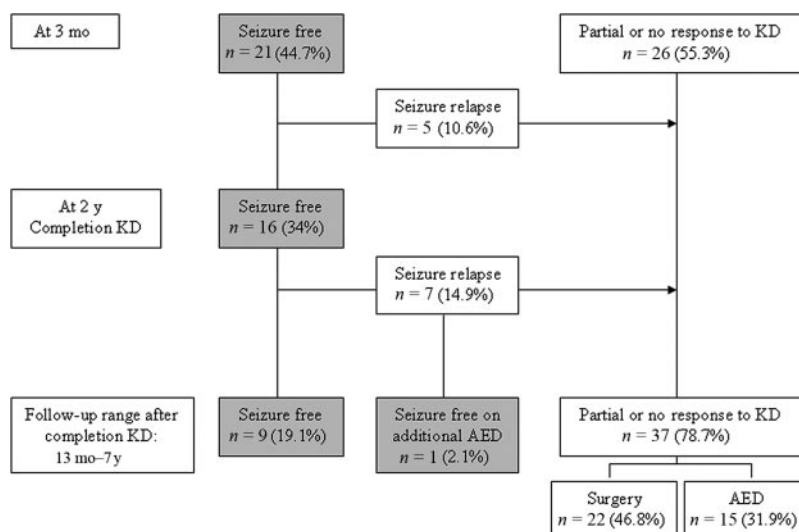 At 3 mo
Seizure free
n = 21 (44.7%)
Partial or no response to KD
n = 26 (55.3%)
Seizure relapse
n = 5 (10.6%)
At 2 y
Completion KD
Seizure free
n = 16 (34%)
Seizure relapse
n = 7 (14.9%)
Follow-up range after
completion KD:
13 mo–7 y
Seizure free
n = 9 (19.1%)
Seizure free on
additional AED
n = 1 (2.1%)
Partial or no response to KD
n = 37 (78.7%)
Surgery
n = 22 (46.8%)
AED
n = 15 (31.9%)